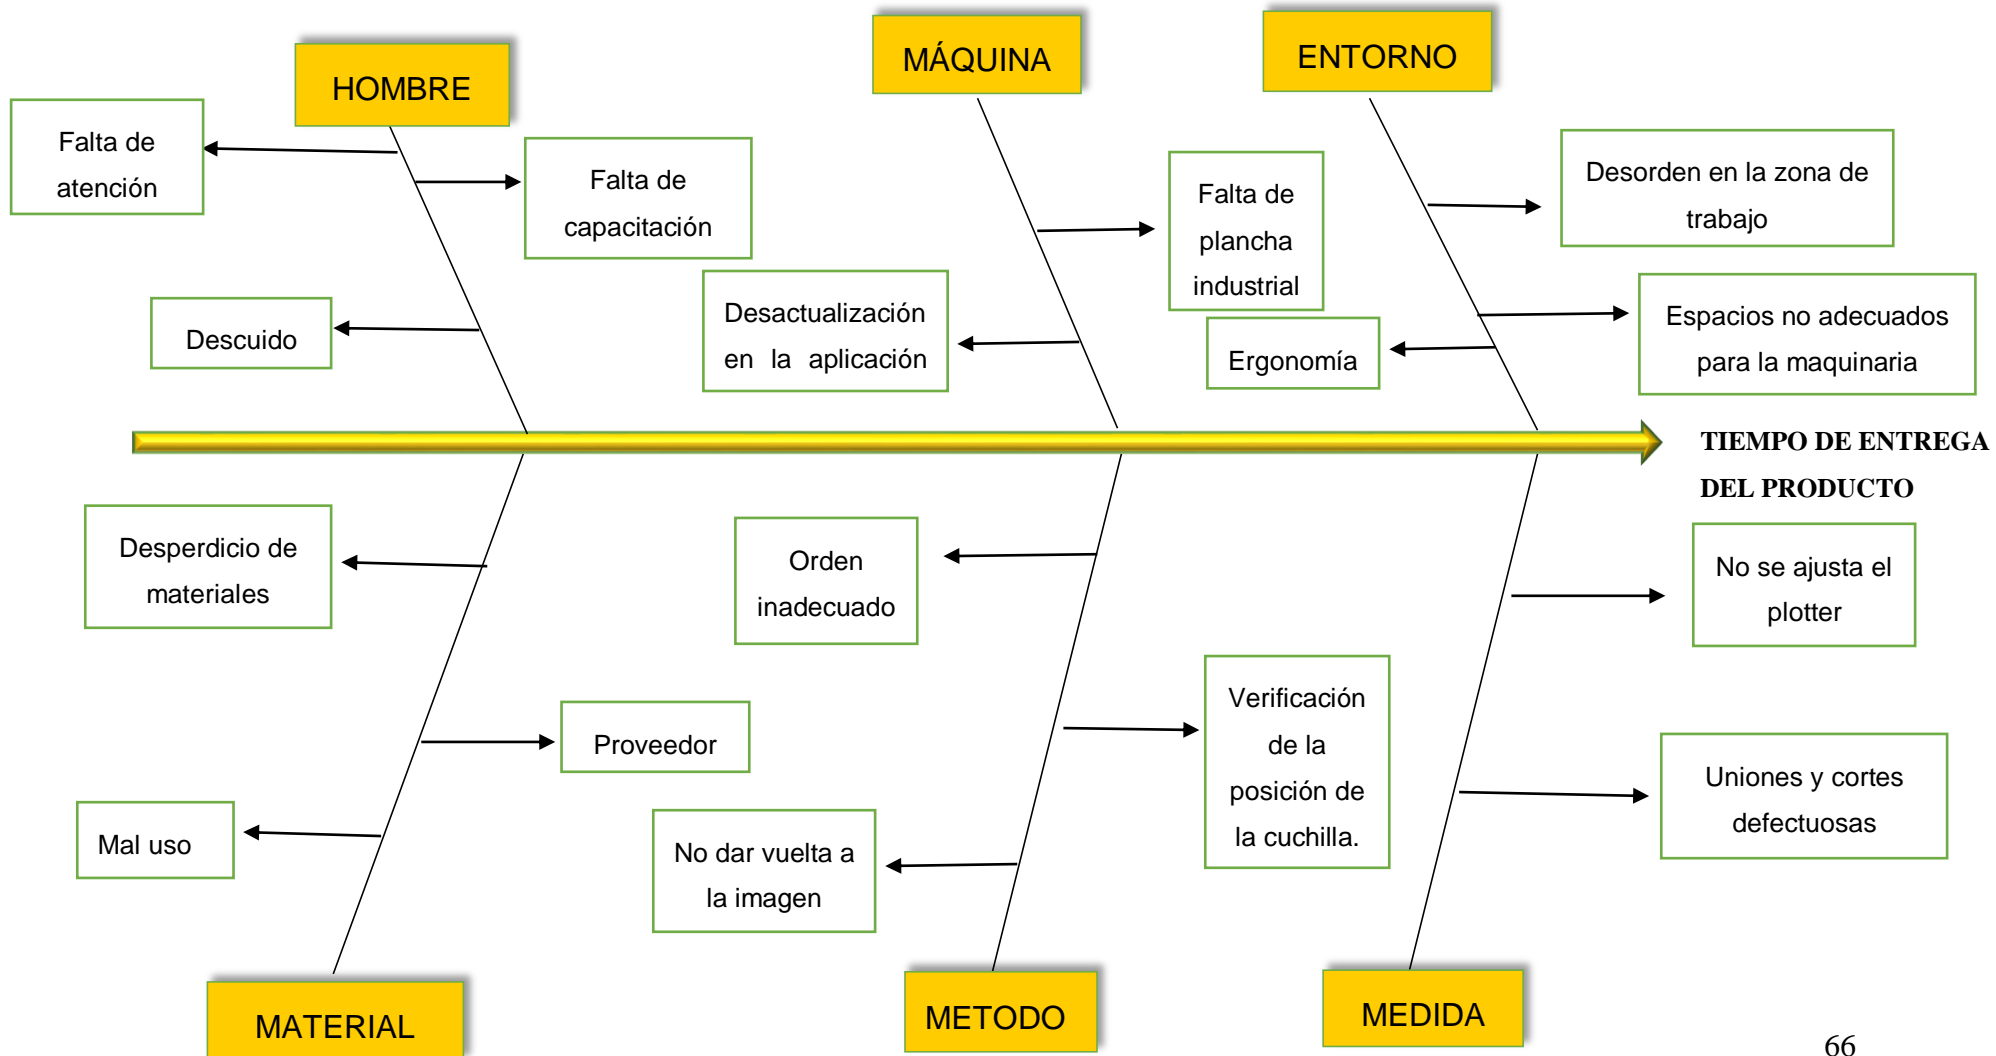 HOMBRE
MÁQUINA
ENTORNO
Falta de
atención
Falta de
capacitación
Descuido
Falta de
plancha
industrial
Desactualización
en la aplicación
Desorden en la zona de
trabajo
Espacios no adecuados
para la maquinaria
Ergonomía
TIEMPO DE ENTREGA
DEL PRODUCTO
Desperdicio de
materiales
Proveedor
Mal uso
Orden
inadecuado
Verificación
de la
posición de
la cuchilla.
No dar vuelta a
la imagen
No se ajusta el
plotter
Uniones y cortes
defectuosas
MATERIAL
METODO
MEDIDA
66